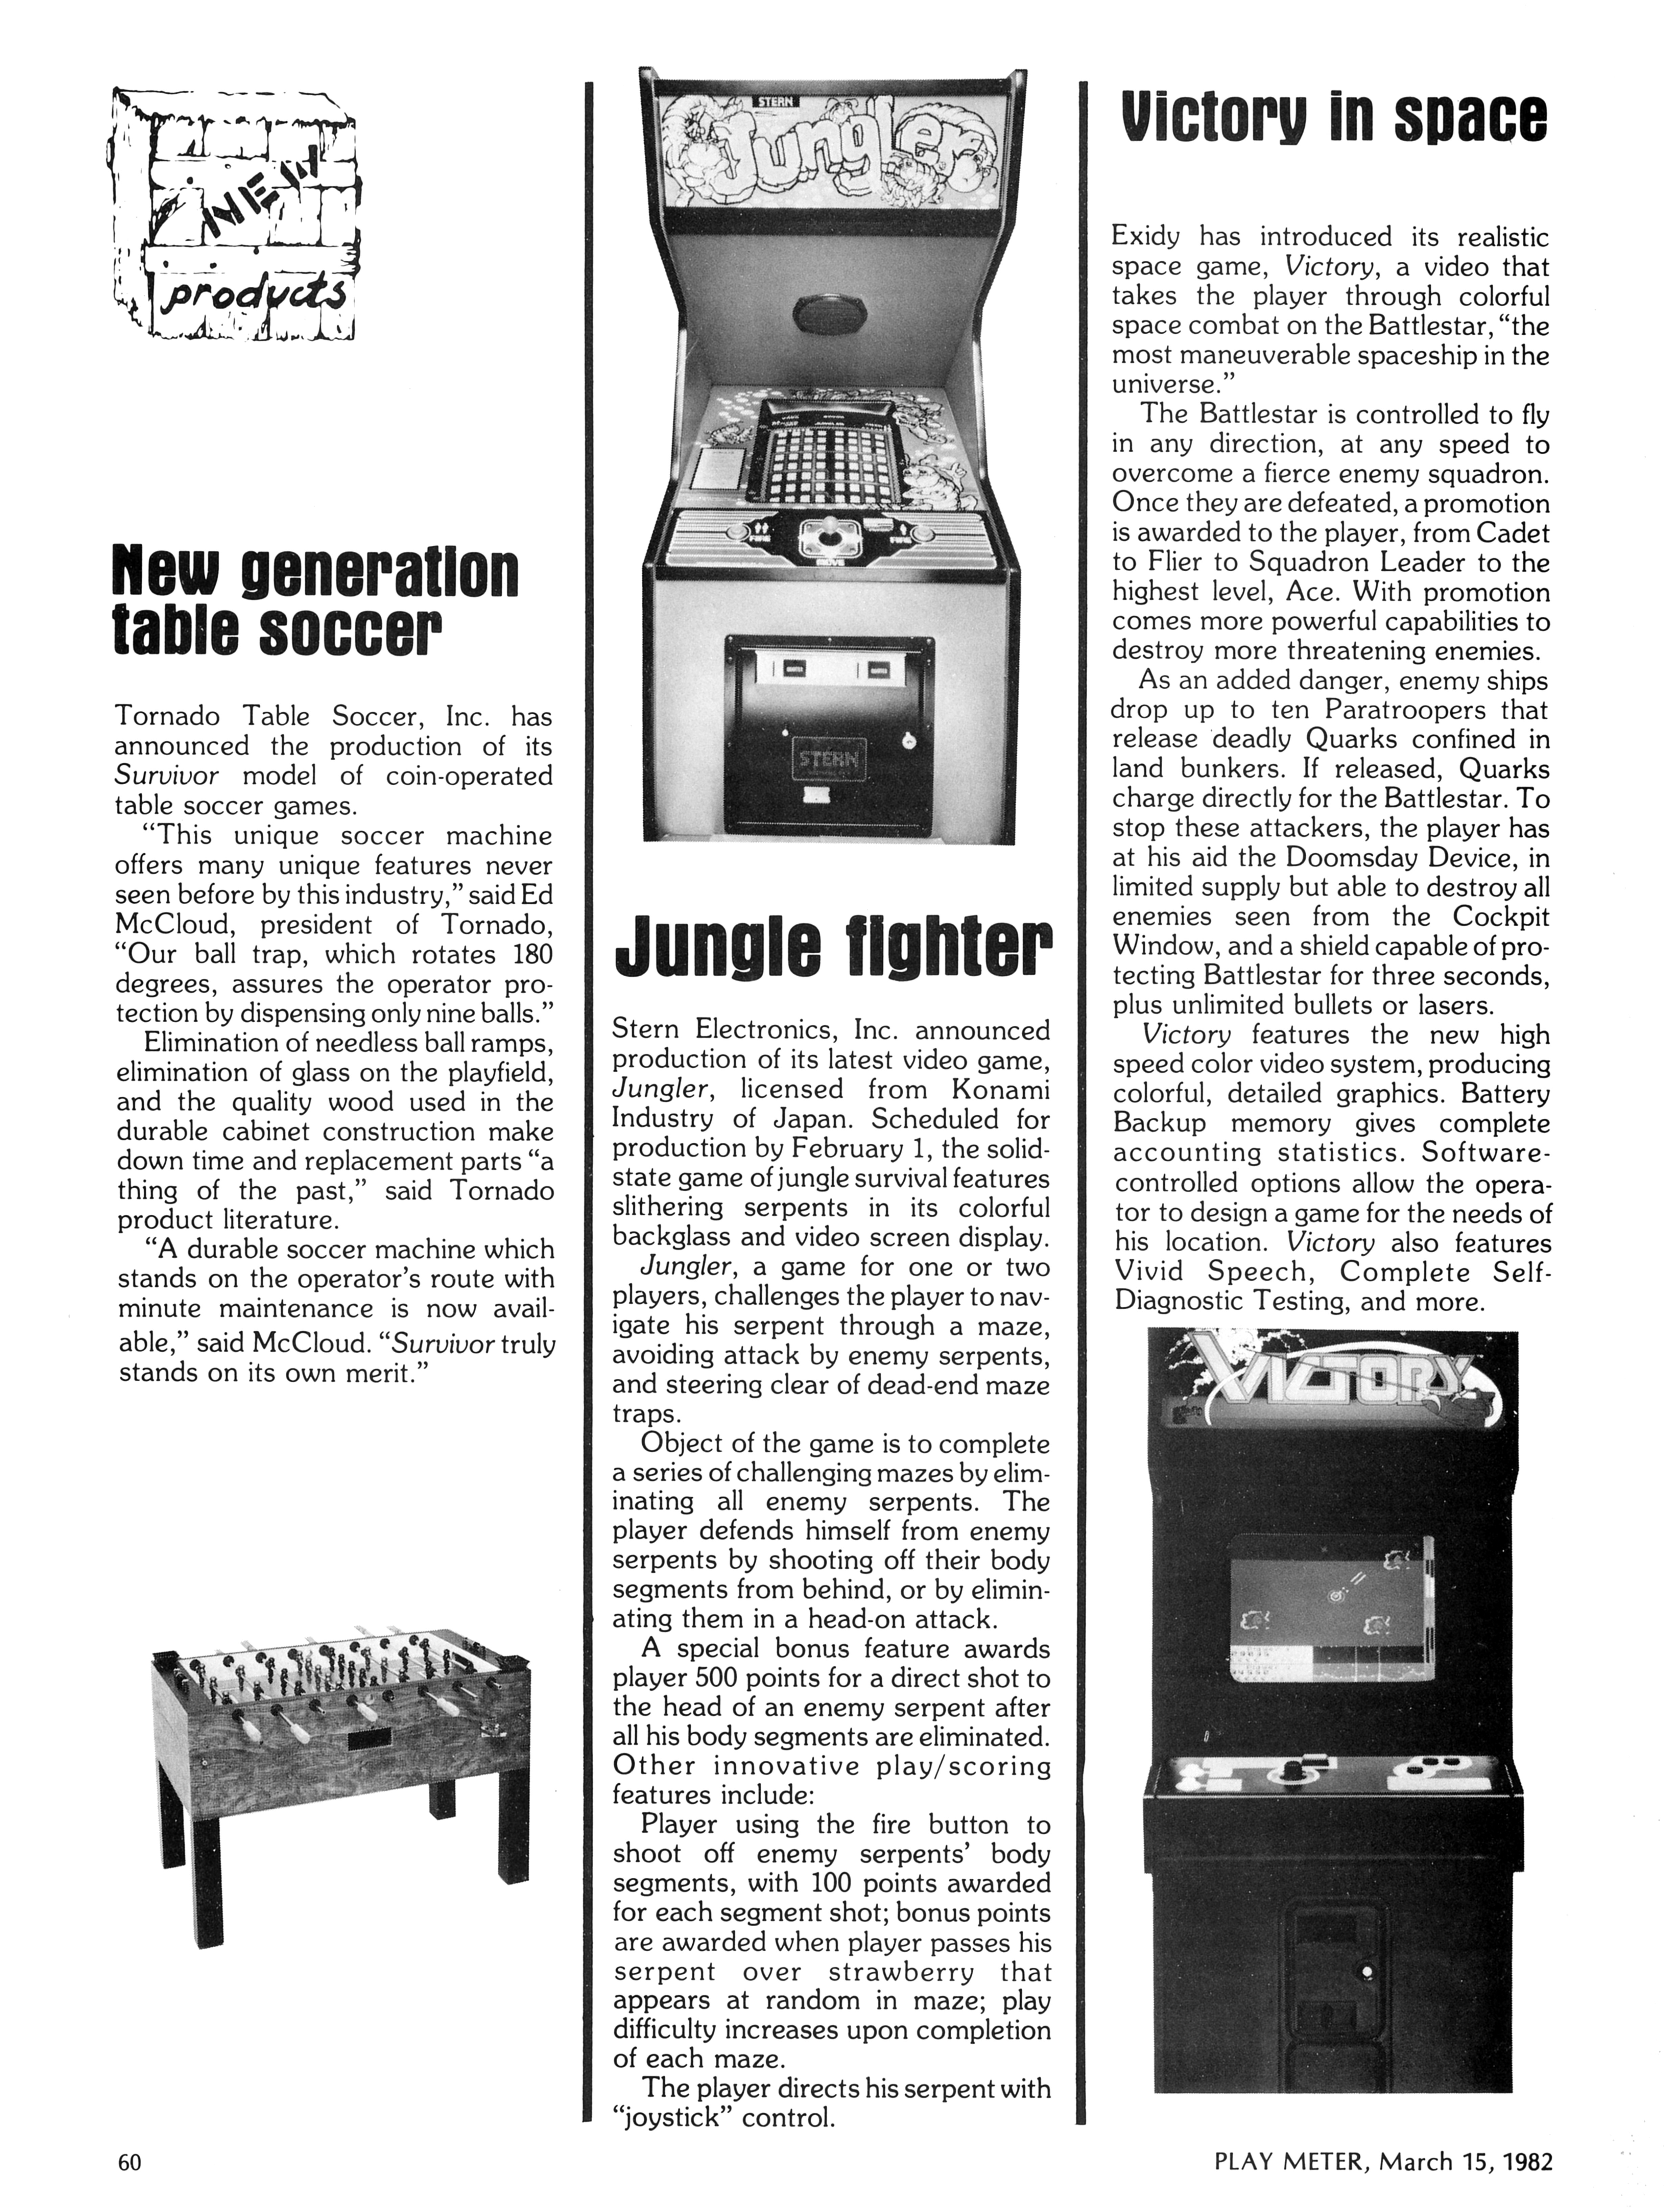 NEW
products
New generation
table soccer
Tornado Table Soccer, Inc. has
announced the production of its
Survivor model of coin-operated
table soccer games.
“This unique soccer machine
offers many unique features never
seen before by this industry,” said Ed
McCloud, president of Tornado,
“Our ball trap, which rotates 180
degrees, assures the operator pro-
tection by dispensing only nine balls.”
Elimination of needless ball ramps,
elimination of glass on the playfield,
and the quality wood used in the
durable cabinet construction make
down time and replacement parts “a
thing of the past,” said Tornado
product literature.
“A durable soccer machine which
stands on the operator’s route with
minute maintenance is now avail-
able,” said McCloud. “Survivor truly
stands on its own merit.”
STERN
Jungler
FIRE
FIRE
MOVE
STERN
Jungle fighter
Stern Electronics, Inc. announced
production of its latest video game,
Jungler, licensed from Konami
Industry of Japan. Scheduled for
production by February 1, the solid-
state game of jungle survival features
slithering serpents in its colorful
backglass and video screen display.
Jungler, a game for one or two
players, challenges the player to nav-
igate his serpent through a maze,
avoiding attack by enemy serpents,
and steering clear of dead-end maze
traps.
Object of the game is to complete
a series of challenging mazes by elim-
inating all enemy serpents. The
player defends himself from enemy
serpents by shooting off their body
segments from behind, or by elimin-
ating them in a head-on attack.
A special bonus feature awards
player 500 points for a direct shot to
the head of an enemy serpent after
all his body segments are eliminated.
Other innovative play/scoring
features include:
Player using the fire button to
shoot off enemy serpents’ body
segments, with 100 points awarded
for each segment shot; bonus points
are awarded when player passes his
serpent over strawberry that
appears at random in maze; play
difficulty increases upon completion
of each maze.
The player directs his serpent with
“joystick” control.
Victory in space
Exidy has introduced its realistic
space game, Victory, a video that
takes the player through colorful
space combat on the Battlestar, “the
most maneuverable spaceship in the
universe.”
The Battlestar is controlled to fly
in any direction, at any speed to
overcome a fierce enemy squadron.
Once they are defeated, a promotion
is awarded to the player, from Cadet
to Flier to Squadron Leader to the
highest level, Ace. With promotion
comes more powerful capabilities to
destroy more threatening enemies.
As an added danger, enemy ships
drop up to ten Paratroopers that
release deadly Quarks confined in
land bunkers. If released, Quarks
charge directly for the Battlestar. To
stop these attackers, the player has
at his aid the Doomsday Device, in
limited supply but able to destroy all
enemies seen from the Cockpit
Window, and a shield capable of pro-
tecting Battlestar for three seconds,
plus unlimited bullets or lasers.
Victory features the new high
speed color video system, producing
colorful, detailed graphics. Battery
Backup memory gives complete
accounting statistics. Software-
controlled options allow the opera-
tor to design a game for the needs of
his location. Victory also features
Vivid Speech, Complete Self-
Diagnostic Testing, and more.
VICTORY
60
PLAY METER, March 15, 1982